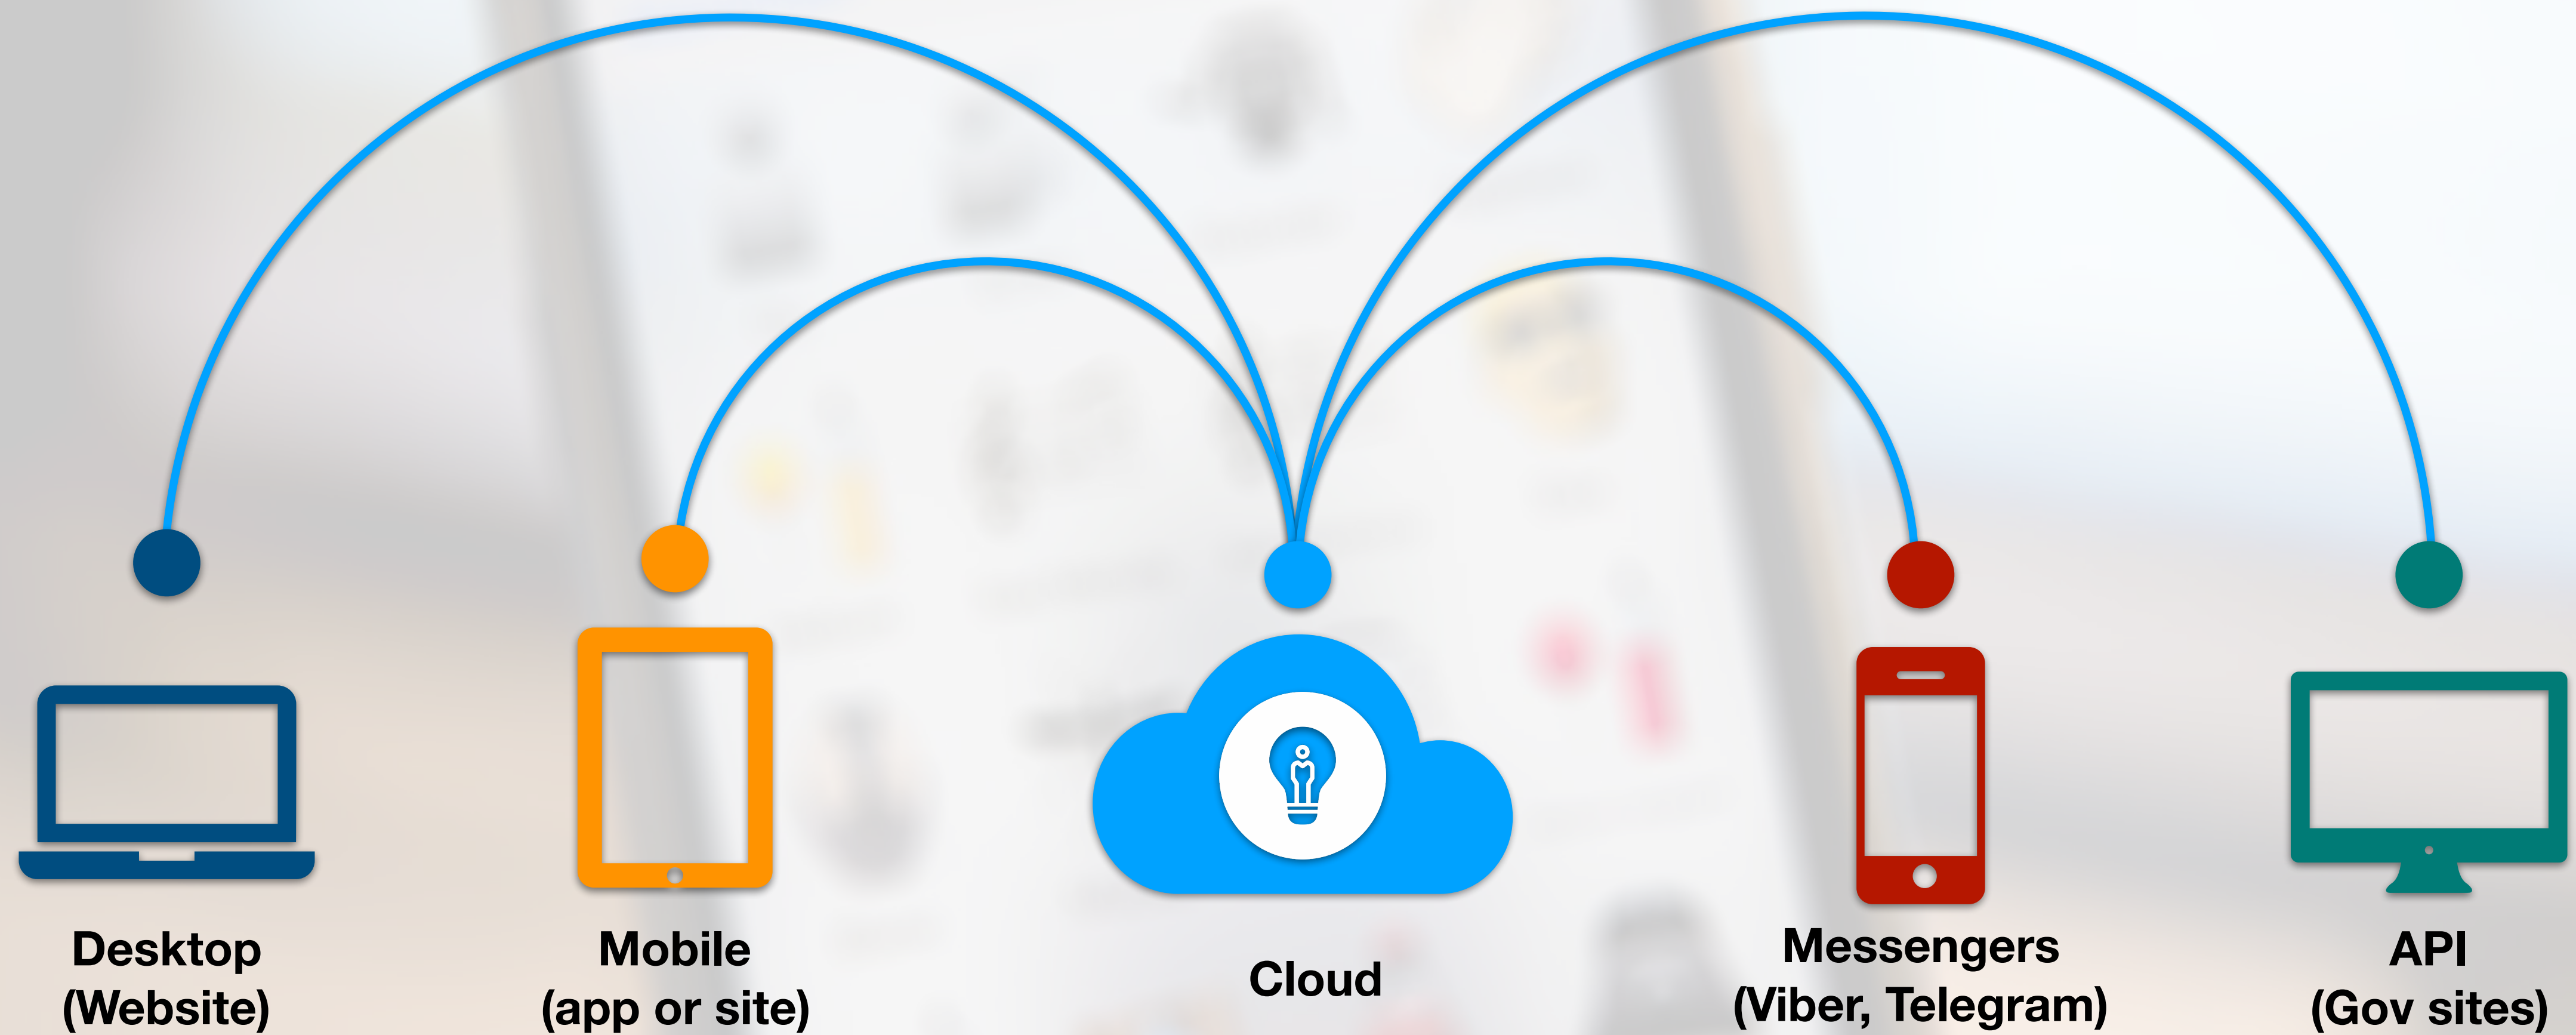 Desktop
(Website)
Mobile
(app or site)
Cloud
Messengers
(Viber, Telegram)
API
(Gov sites)